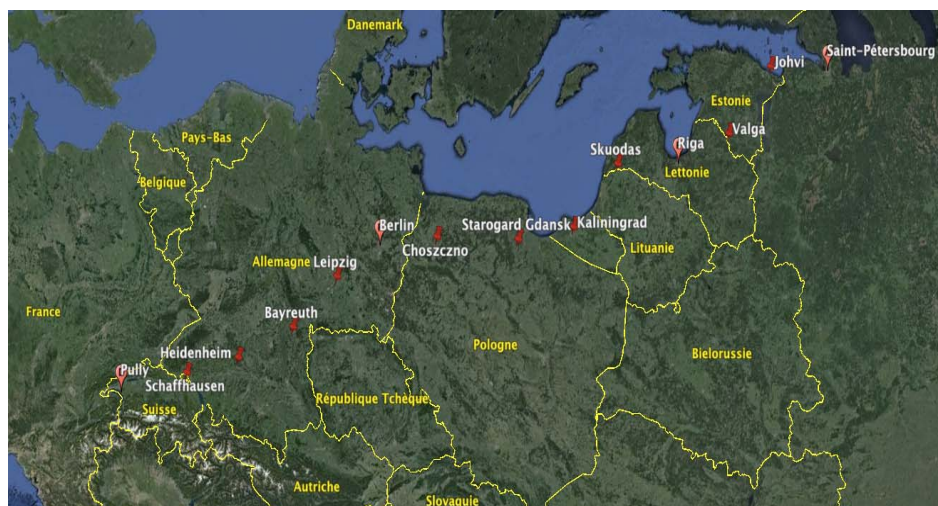 Danemark
Saint-Pétersbourg
Johvi
Estonie
Pays-Bas
Valga
Riga
Skuodas
Lettonie
Belgique
Berlin
Starogard Gdansk
Kaliningrad
Choszczno
Lituanie
Allemagne
Leipzig
France
Bayreuth
Pologne
Bielorussie
Heidenheim
Pully
Schaffhausen
République Tchèque
Suisse
Autriche
Slovaquie